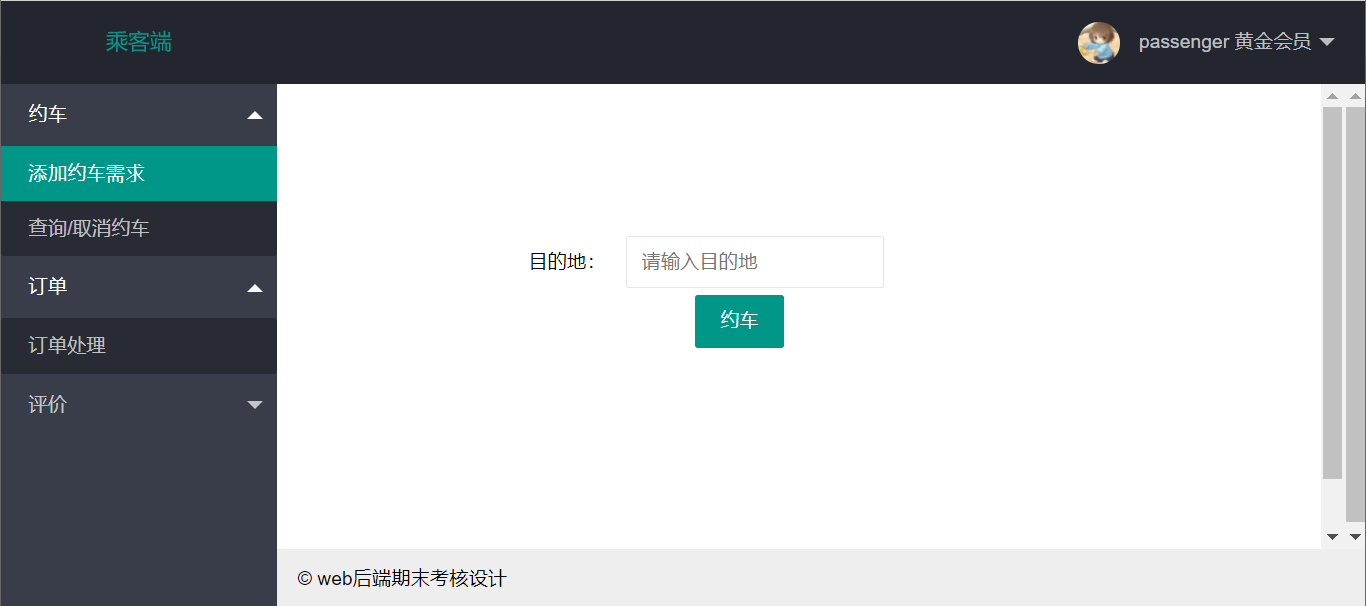 乘客端
passenger 黄金会员
约车
添加约车需求
查询/取消约车
订单
订单处理
评价
目的地：
请输入目的地
约车
© web后端期末考核设计